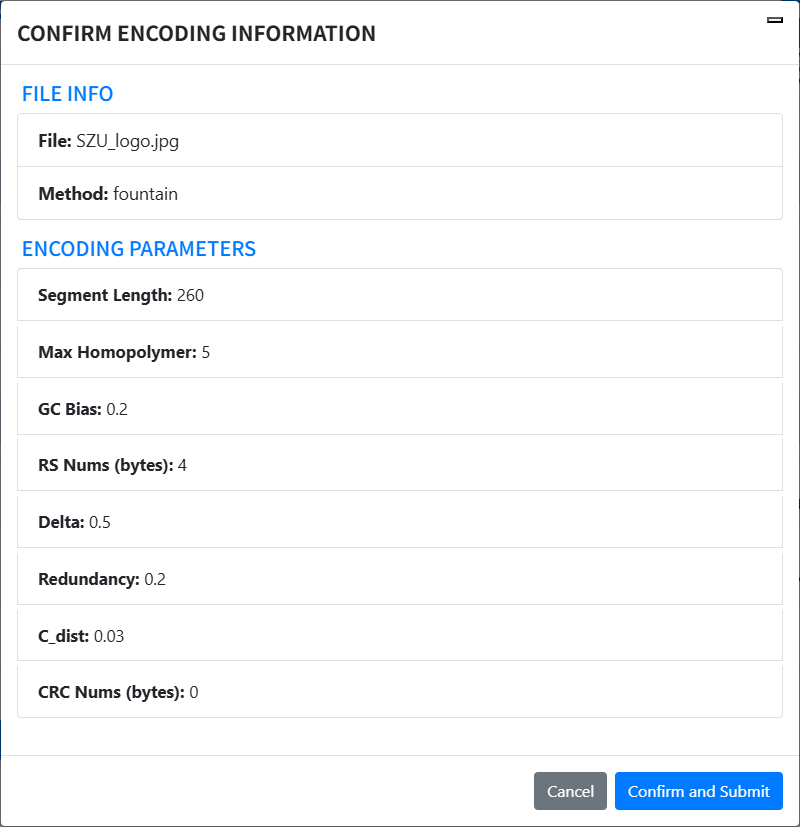 CONFIRM ENCODING INFORMATION
FILE INFO
File: SZU_logo.jpg
Method: fountain
ENCODING PARAMETERS
Segment Length: 260
Max Homopolymer: 5
GC Bias: 0.2
RS Nums (bytes): 4
Delta: 0.5
Redundancy: 0.2
C_dist: 0.03
CRC Nums (bytes): 0
Cancel Confirm and Submit